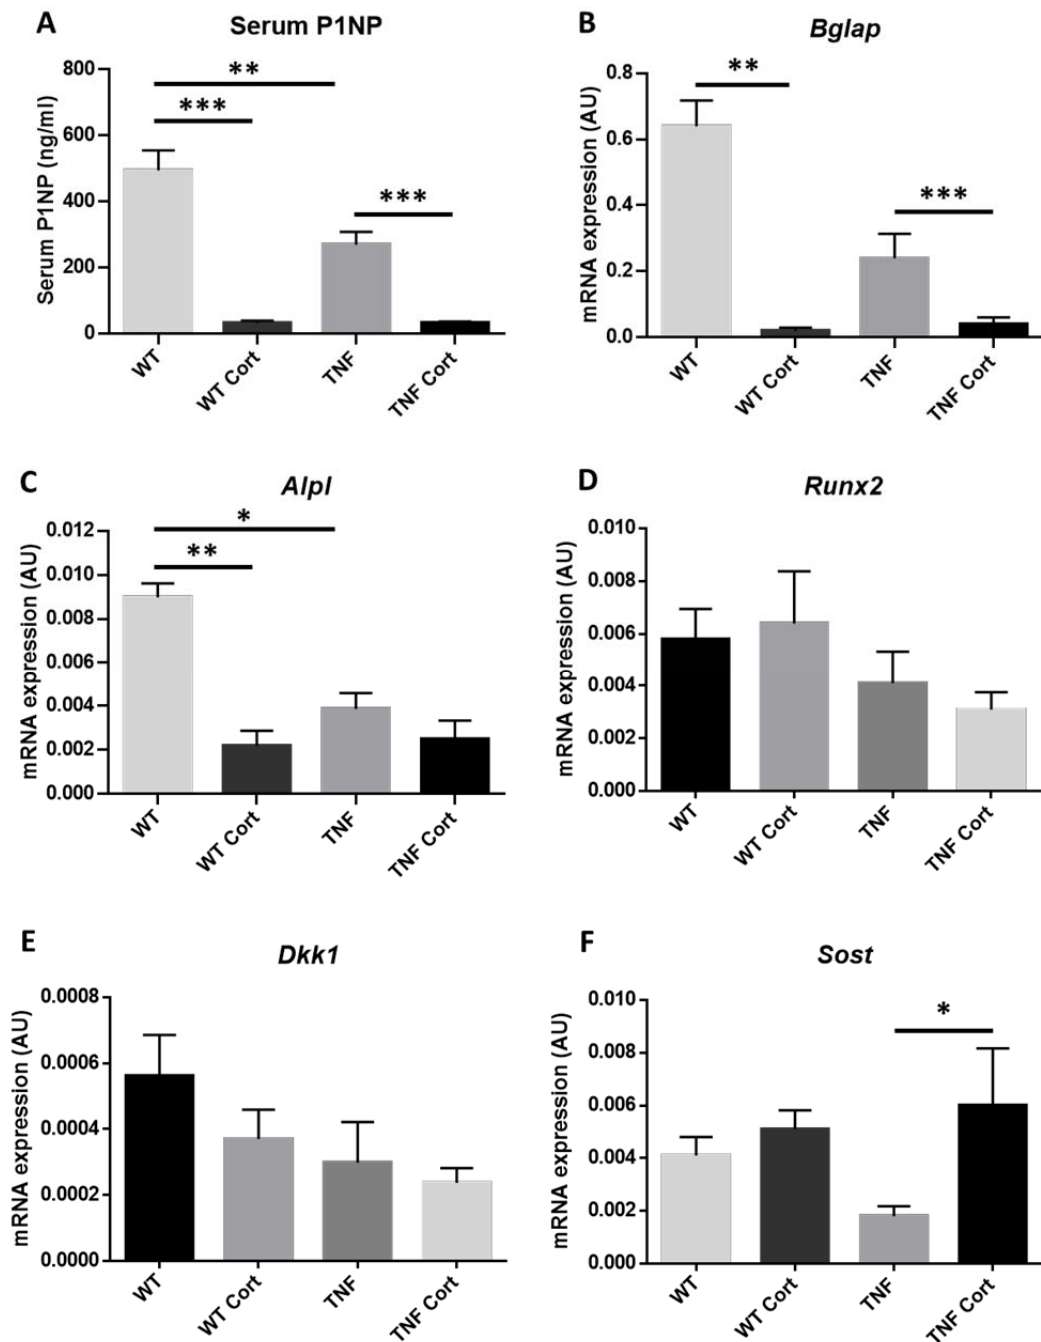 A
Serum P1NP
Serum P1NP (ng/ml)
800
600
400
200
0
**
***
***
WT
WT Cort
TNF
TNF Cort
B
Bglap
mRNA expression (AU)
0.8
0.6
0.4
0.2
0.0
**
***
WT
WT Cort
TNF
TNF Cort
C
Alpl
mRNA expression (AU)
0.012
0.010
0.008
0.006
0.004
0.002
0.000
*
**
WT
WT Cort
TNF
TNF Cort
D
Runx2
mRNA expression (AU)
0.010
0.008
0.006
0.004
0.002
0.000
WT
WT Cort
TNF
TNF Cort
E
Dkk1
mRNA expression (AU)
0.0008
0.0006
0.0004
0.0002
0.0000
WT
WT Cort
TNF
TNF Cort
F
Sost
mRNA expression (AU)
0.010
0.008
0.006
0.004
0.002
0.000
*
WT
WT Cort
TNF
TNF Cort